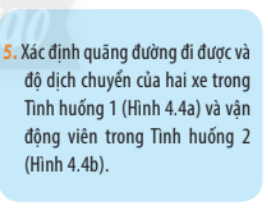 5. Xác định quãng đường đi được và
độ dịch chuyển của hai xe trong
Tình huống 1 (Hình 4.4a) và vận
động viên trong Tình huống 2
(Hình 4.4b).